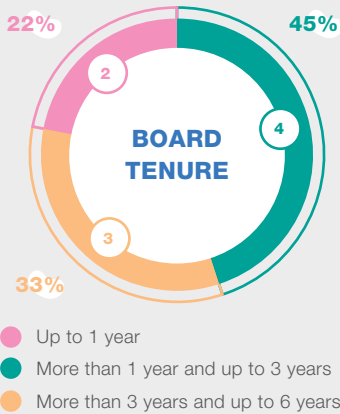 22%
45%
2
4
BOARD
TENURE
3
33%
Up to 1 year
More than 1 year and up to 3 years
More than 3 years and up to 6 years